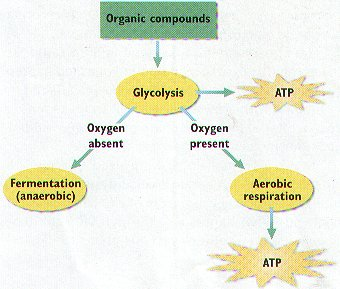 Organic compounds
Glycolysis
ATP
Oxygen
absent
Oxygen
present
Fermentation
(anaerobic)
Aerobic
respiration
ATP